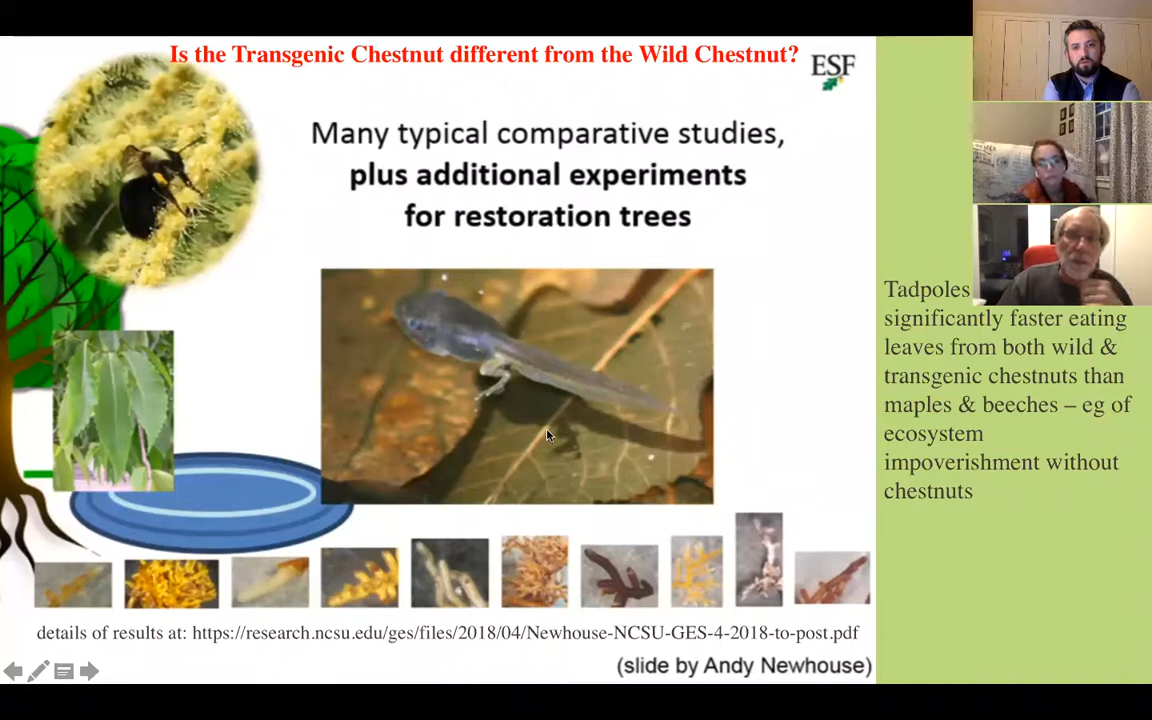 Is the Transgenic Chestnut different from the Wild Chestnut?
ESF
Many typical comparative studies,
plus additional experiments
for restoration trees
Tadpoles
significantly faster eating
leaves from both wild &
transgenic chestnuts than
maples & beeches – eg of
ecosystem
impoverishment without
chestnuts
details of results at: https://research.ncsu.edu/ges/files/2018/04/Newhouse-NCSU-GES-4-2018-to-post.pdf
(slide by Andy Newhouse)